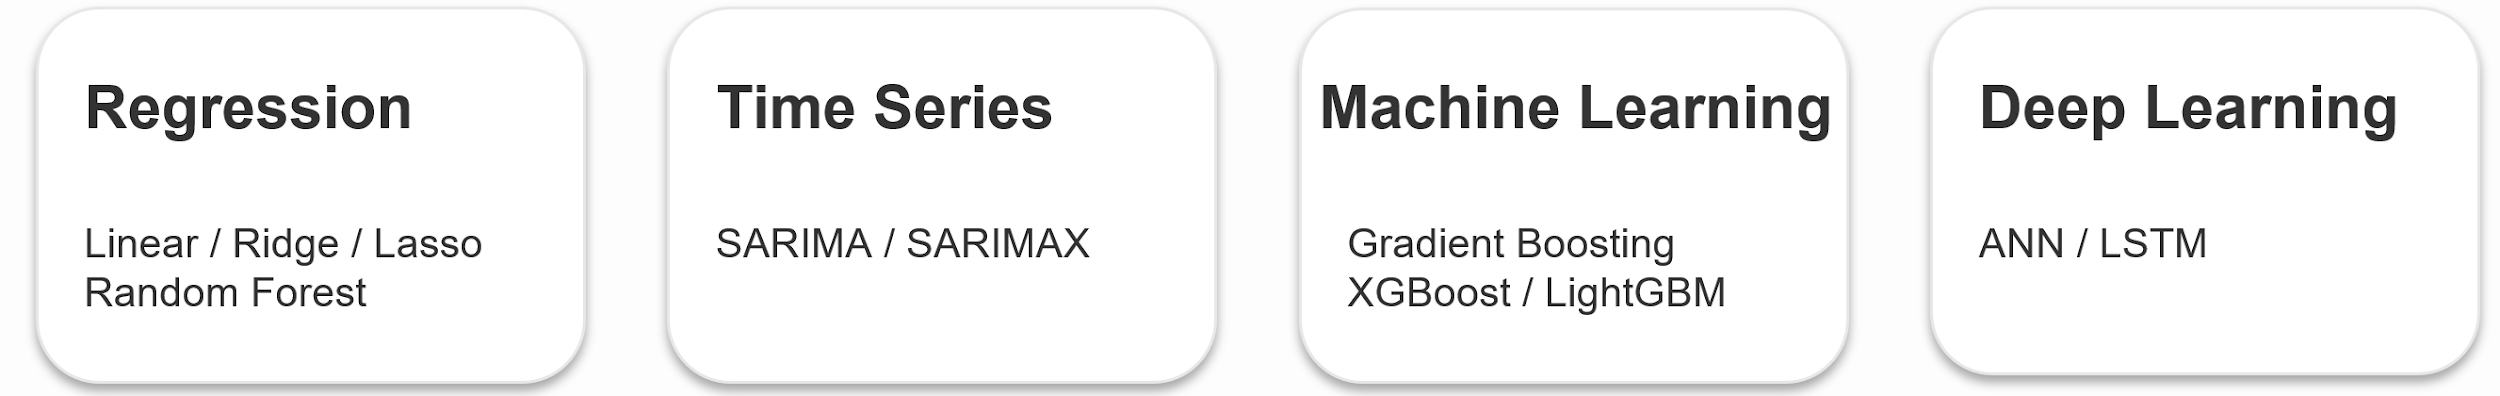 Regression
Linear / Ridge / Lasso
Random Forest
Time Series
SARIMA / SARIMAX
Machine Learning
Gradient Boosting
XGBoost / LightGBM
Deep Learning
ANN / LSTM